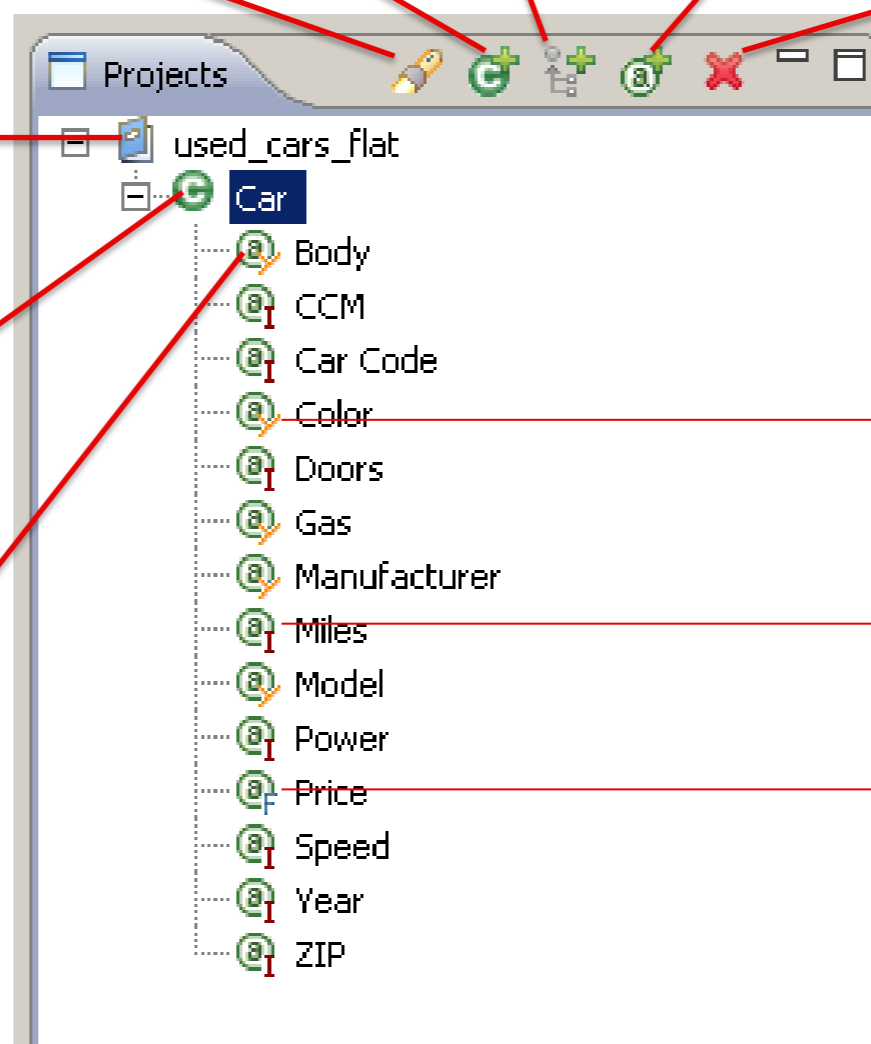 Projects
used_cars_flat
Car
Body
CCM
Car Code
Color
Doors
Gas
Manufacturer
Miles
Model
Power
Price
Speed
Year
ZIP